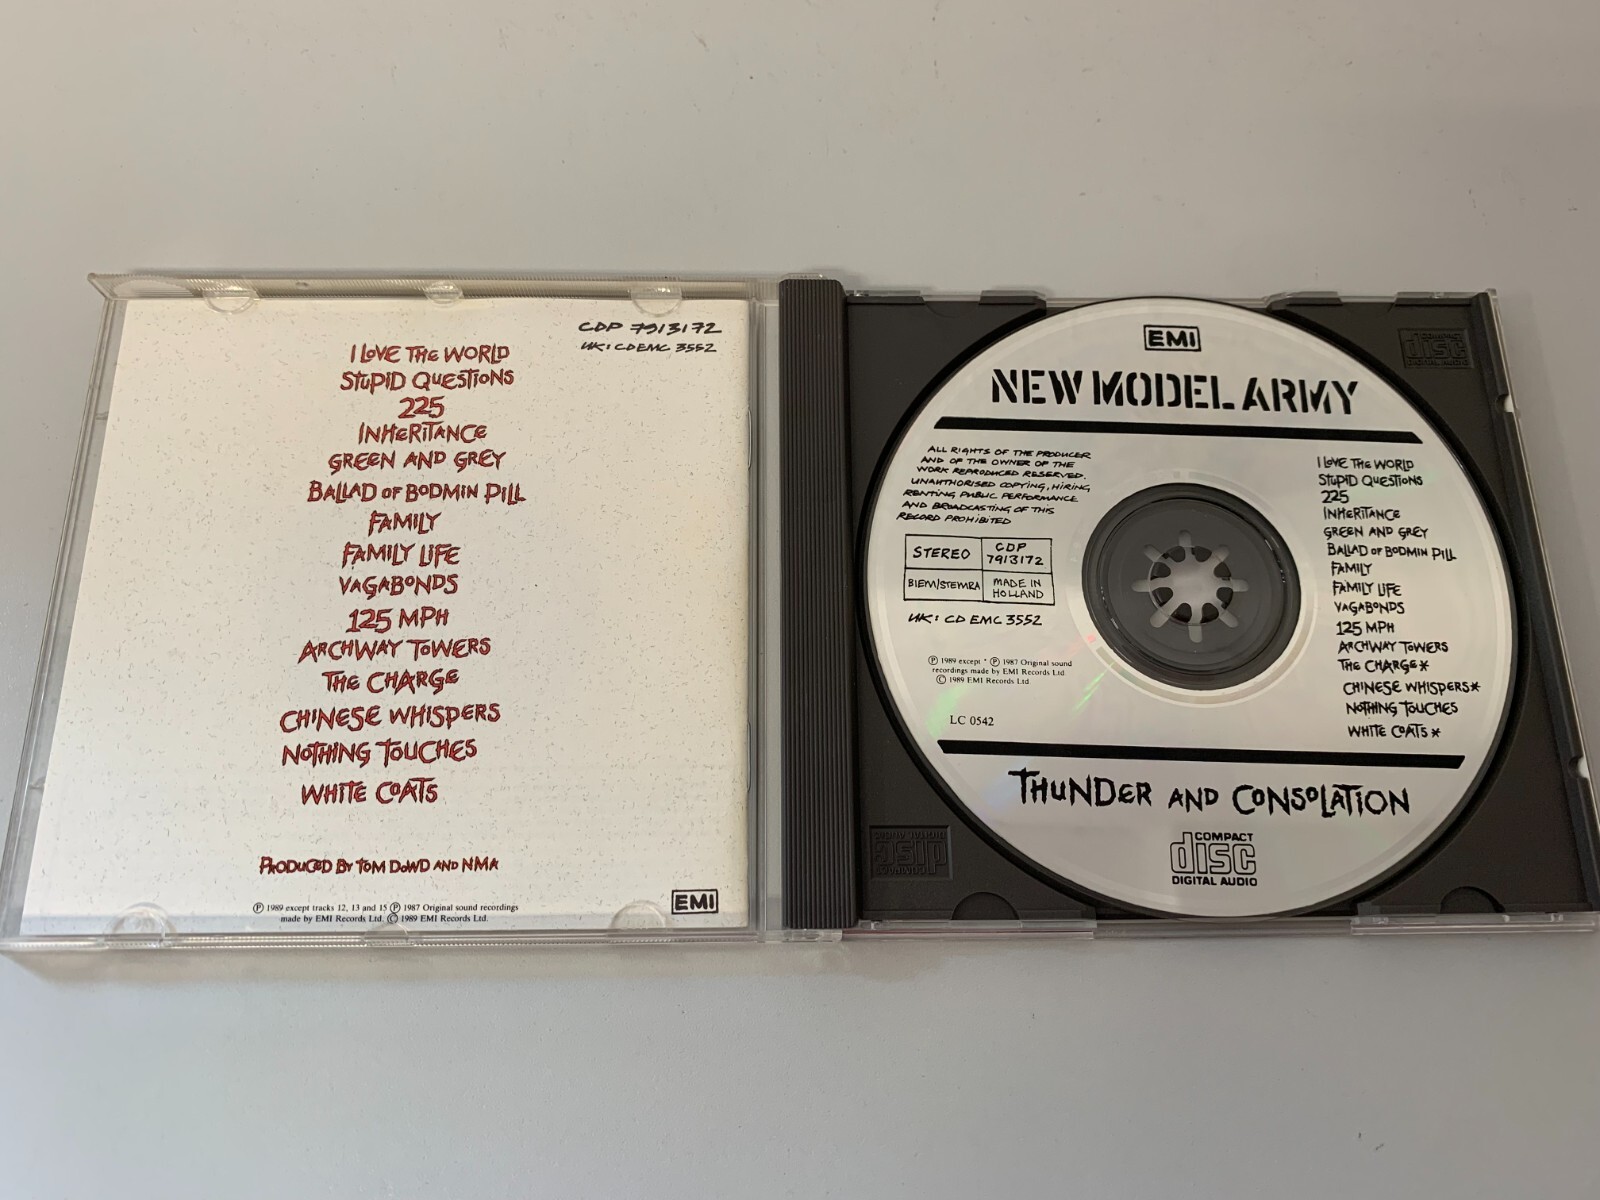 CDP 7913172
UK: CDEMC 3552
I LOVE THE WORLD
STUPID QUESTIONS
225
INHERITANCE
GREEN AND GREY
BALLAD OF BODMIN PILL
FAMILY
FAMILY LIFE
VAGABONDS
125 MPH
ARCHWAY TOWERS
THE CHARGE
CHINESE WHISPERS
NOTHING TOUCHES
WHITE COATS
PRODUCED BY TOM DOWD AND NMA
Ⓟ 1989 except tracks 12, 13 and 15 Ⓟ 1987 Original sound recordings
made by EMI Records Ltd. © 1989 EMI Records Ltd.
EMI
EMI
NEW MODEL ARMY
ALL RIGHTS OF THE PRODUCER
AND OF THE OWNER OF THE
WORK REPRODUCED RESERVED.
UNAUTHORISED COPYING, HIRING,
RENTING PUBLIC PERFORMANCE
AND BROADCASTING OF THIS
RECORD PROHIBITED
STEREO
CDP
7913172
BIEM/STEMRA
MADE IN
HOLLAND
UK: CD EMC 3552
Ⓟ 1989 except * Ⓟ 1987 Original sound
recordings made by EMI Records Ltd
© 1989 EMI Records Ltd.
LC 0542
I LOVE THE WORLD
STUPID QUESTIONS
225
INHERITANCE
GREEN AND GREY
BALLAD OF BODMIN PILL
FAMILY
FAMILY LIFE
VAGABONDS
125 MPH
ARCHWAY TOWERS
THE CHARGE*
CHINESE WHISPERS*
NOTHING TOUCHES
WHITE COATS*
THUNDER AND CONSOLATION
COMPACT
disc
DIGITAL AUDIO
COMPACT
disc
DIGITAL AUDIO
COMPACT
disc
DIGITAL AUDIO